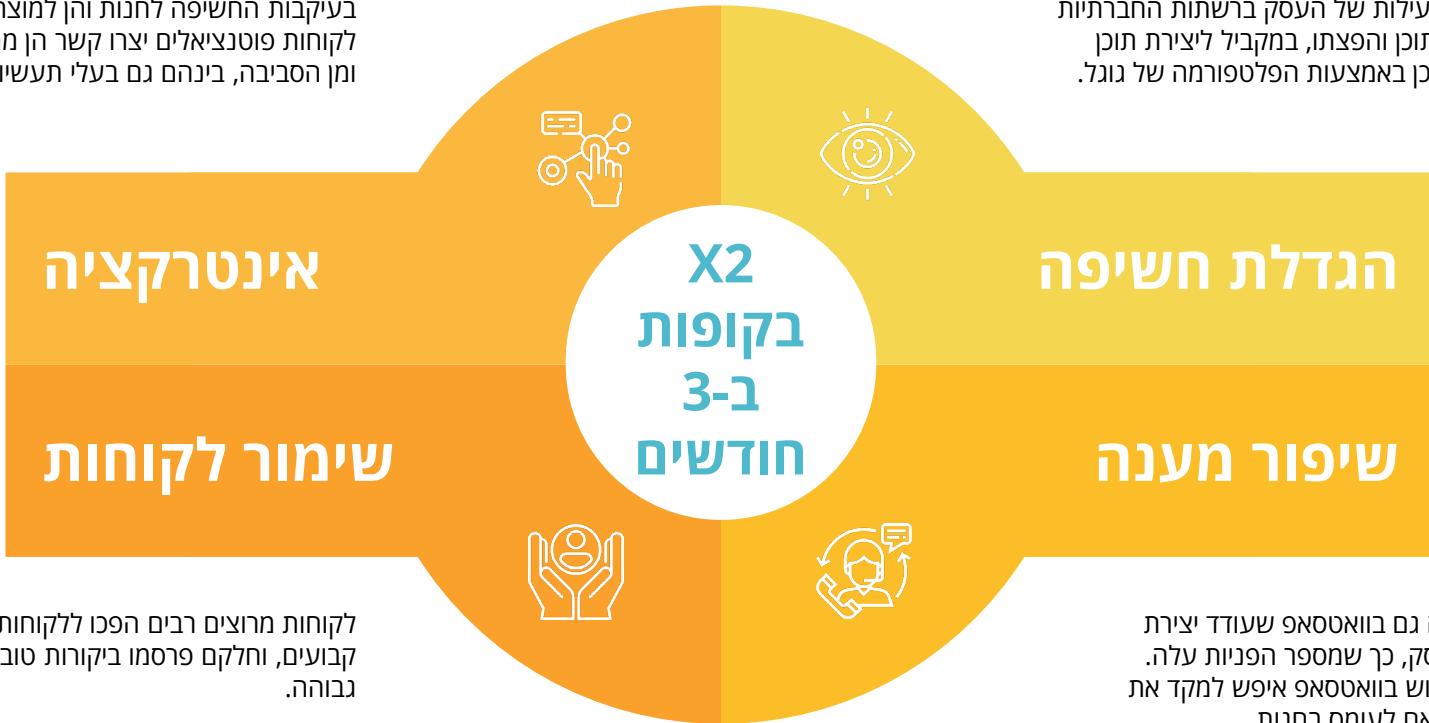 עילות של העסק ברשתות החברתיות
תוכן והפצתו, במקביל ליצירת תוכן
כן באמצעות הפלטפורמה של גוגל.
הגדלת חשיפה
בעיקבות החשיפה לחנות והן למוצר
לקוחות פוטנציאלים יצרו קשר הן
ומן הסביבה, בינהם גם בעלי תעשיו
אינטרקציה
X2
בקופות
ב-3
חודשים
שיפור מענה
גם בוואטסאפ שעודד יצירת
סק, כך שמספר הפניות עלה.
וש בוואטסאפ איפש למקד את
לעומס בחנות
שימור לקוחות
לקוחות מרוצים רבים הפכו ללקוחות
קבועים, וחלקם פרסמו ביקורות טוב
גבוהה.